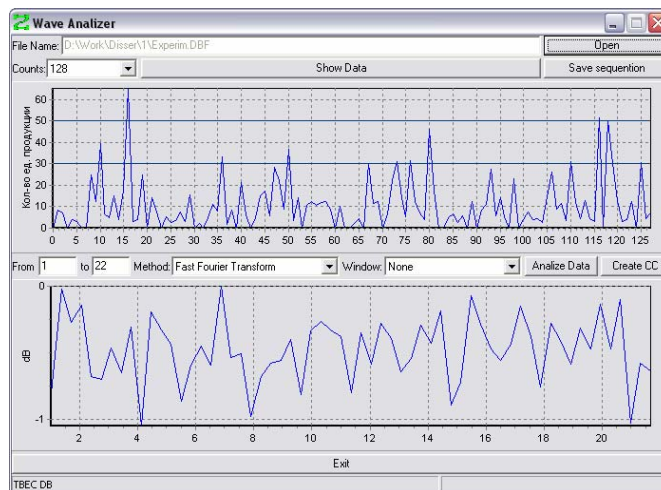 Wave Analizer
File Name: D:\Work\Disser\1\Experim.DBF Open
Counts: 128 Show Data Save sequention
Кол-во ед. продукции
60
50
40
30
20
10
0
0 5 10 15 20 25 30 35 40 45 50 55 60 65 70 75 80 85 90 95 100 105 110 115 120 125
From 1 to 22 Method: Fast Fourier Transform Window: None Analize Data Create CC
0
dB
-1
2 4 6 8 10 12 14 16 18 20
Exit
TBEC DB